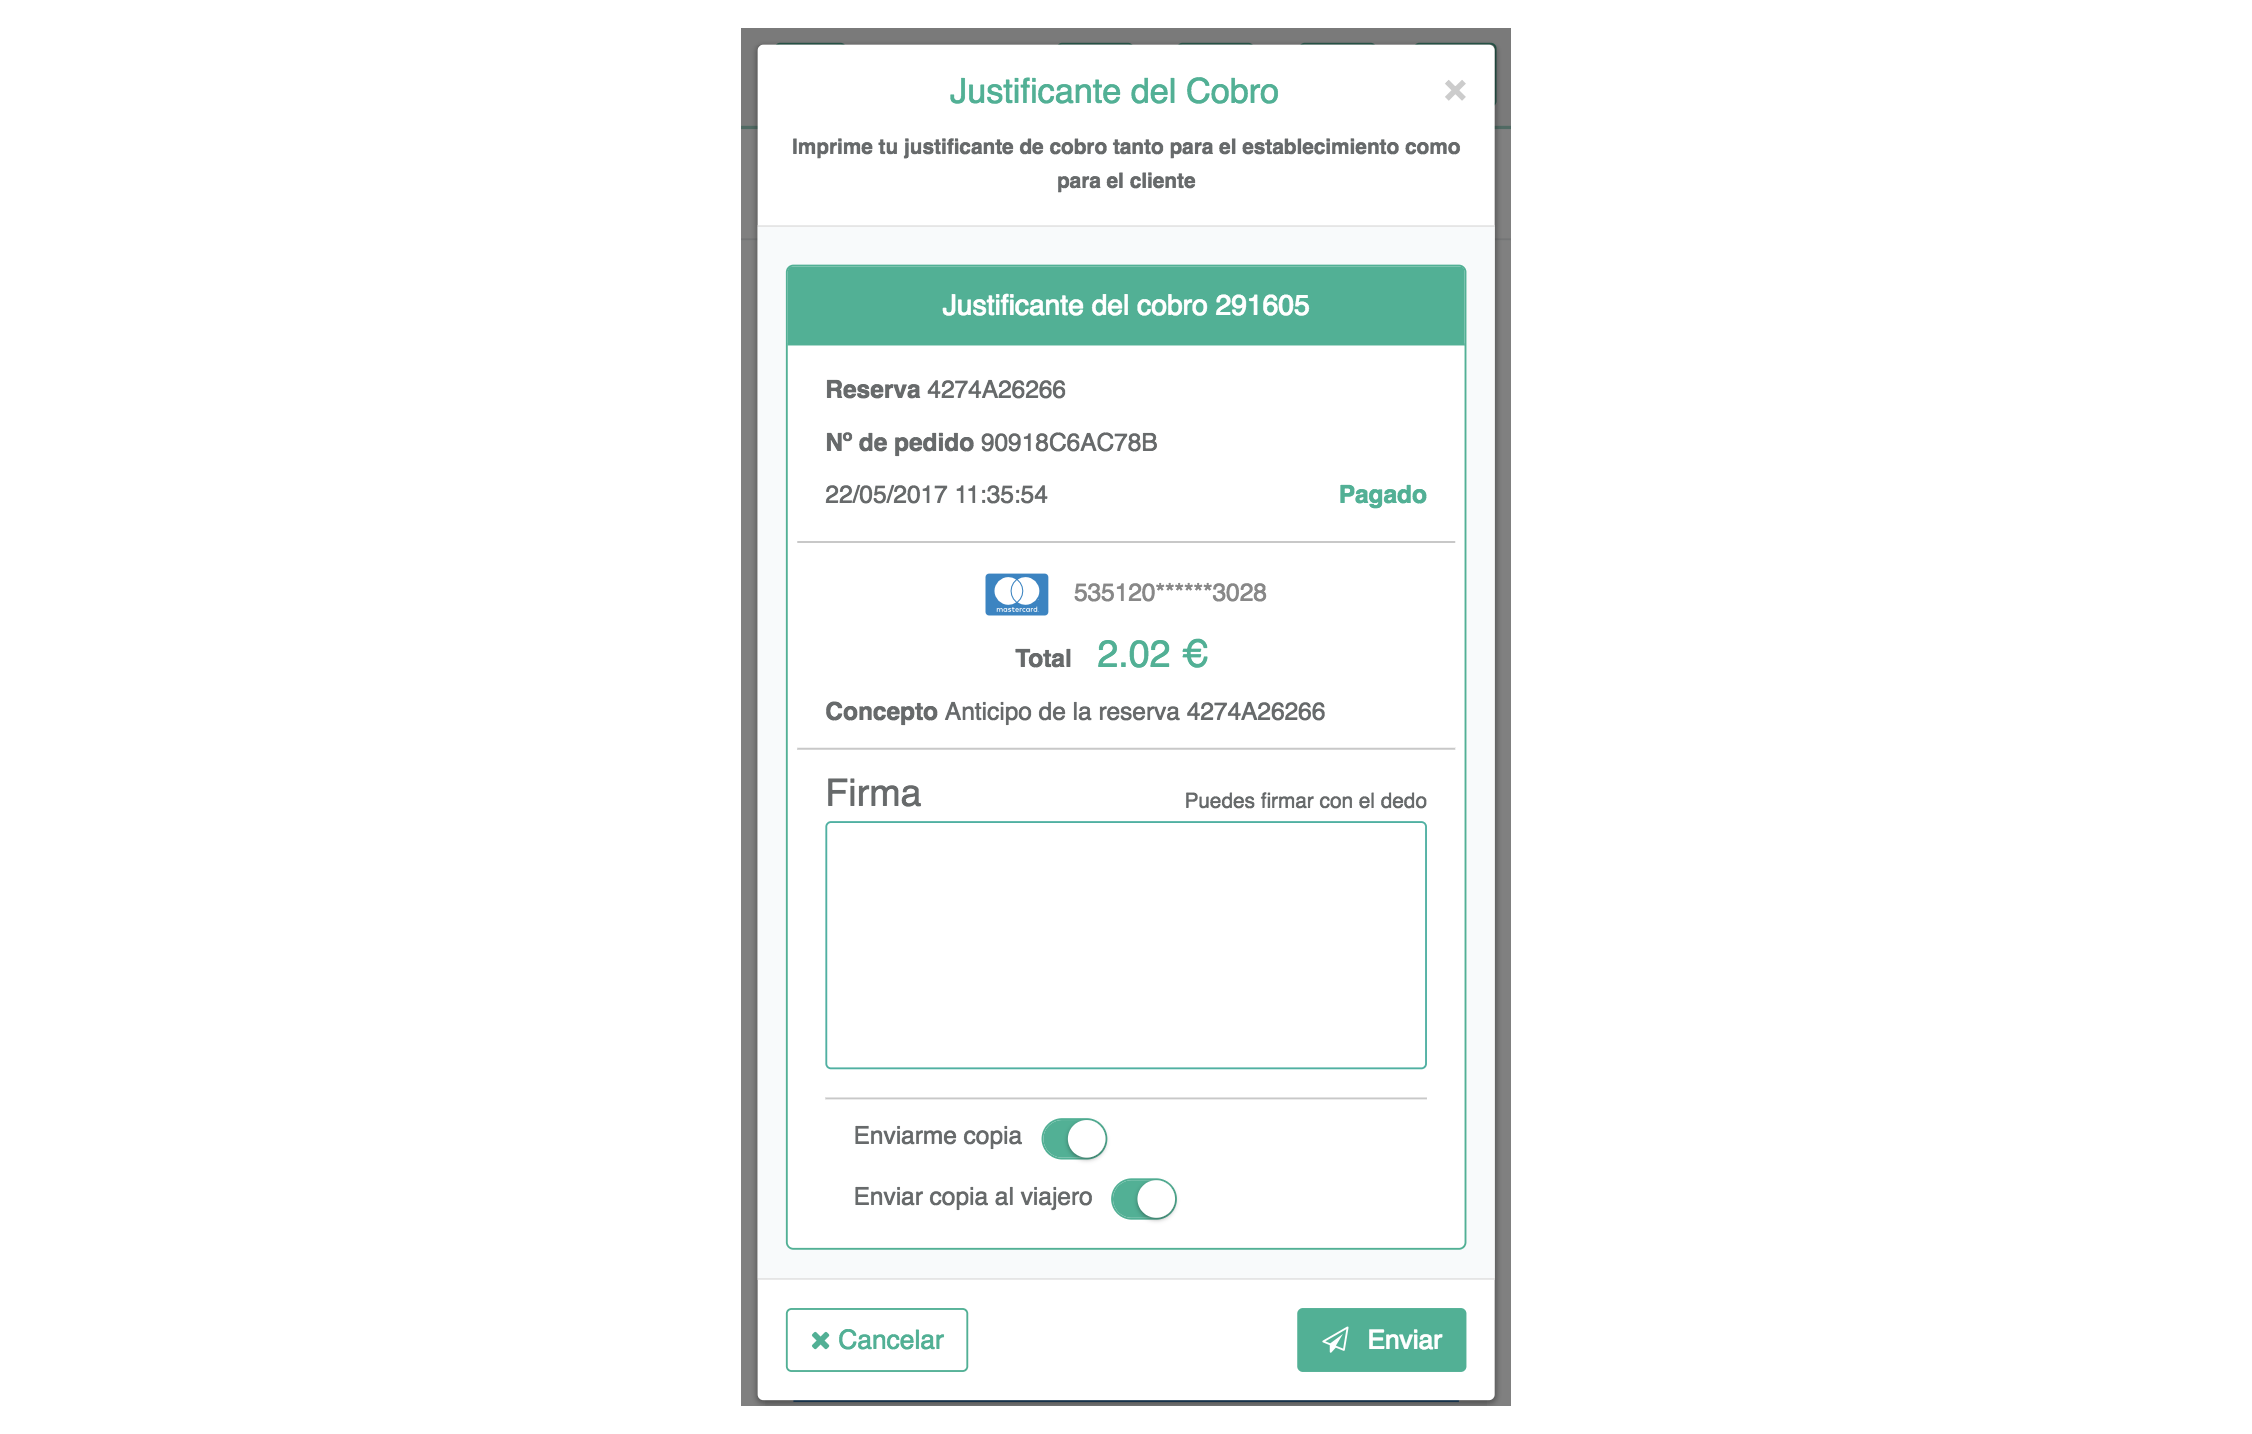 Justificante del Cobro
Imprime tu justificante de cobro tanto para el establecimiento como
para el cliente
Justificante del cobro 291605
Reserva 4274A26266
Nº de pedido 90918C6AC78B
22/05/2017 11:35:54 Pagado
mastercard 535120******3028
Total 2.02 €
Concepto Anticipo de la reserva 4274A26266
Firma Puedes firmar con el dedo
Enviarme copia
Enviar copia al viajero
Cancelar Enviar